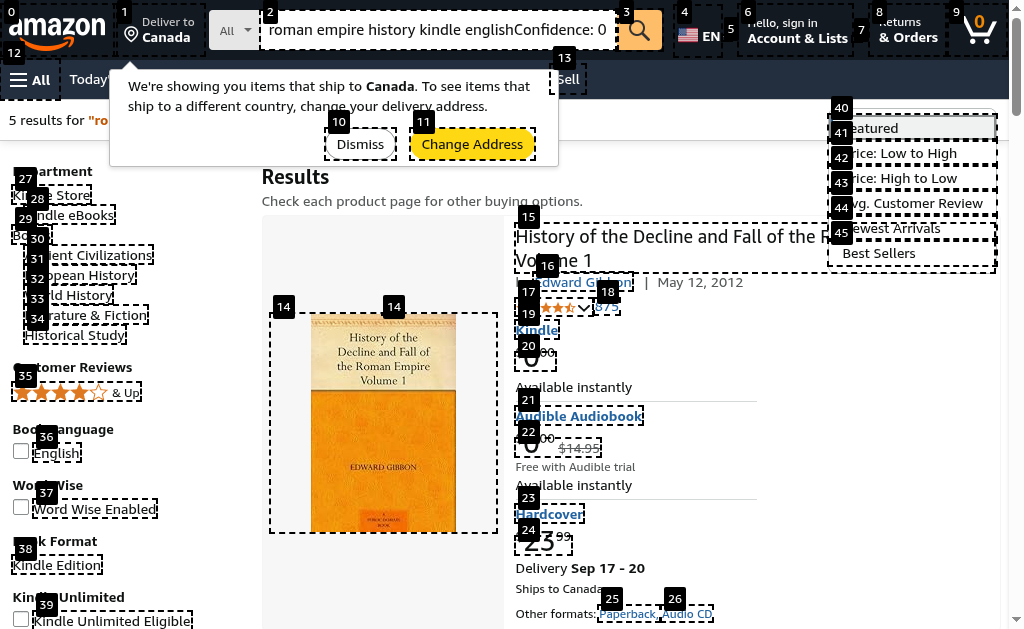 amazon
Deliver to
Canada
All
roman empire history kindle englishConfidence: 0
EN
Hello, sign in
Account & Lists
Returns
& Orders
0
All
Today'
Sell
We're showing you items that ship to Canada. To see items that
ship to a different country, change your delivery address.
Dismiss
Change Address
5 results for "ro
Featured
Price: Low to High
Price: High to Low
Avg. Customer Review
Newest Arrivals
Best Sellers
Department
Kindle Store
Kindle eBooks
Books
Ancient Civilizations
European History
World History
Literature & Fiction
Historical Study
Customer Reviews
& Up
Book Language
English
Word Wise
Word Wise Enabled
Book Format
Kindle Edition
Kindle Unlimited
Kindle Unlimited Eligible
Results
Check each product page for other buying options.
History of the
Decline and Fall of
the Roman Empire
Volume 1
EDWARD GIBBON
A
PUBLIC DOMAIN
BOOK
History of the Decline and Fall of the R
Volume 1
by Edward Gibbon | May 12, 2012
875
Kindle
0 00
Available instantly
Audible Audiobook
0 00 $14.95
Free with Audible trial
Available instantly
Hardcover
25 99
Delivery Sep 17 - 20
Ships to Canada
Other formats: Paperback, Audio CD
0
1
2
3
4
5
6
7
8
9
10
11
12
13
14
14
15
16
17
18
19
20
21
22
23
24
25
26
27
28
29
30
31
32
33
34
35
36
37
38
39
40
41
42
43
44
45